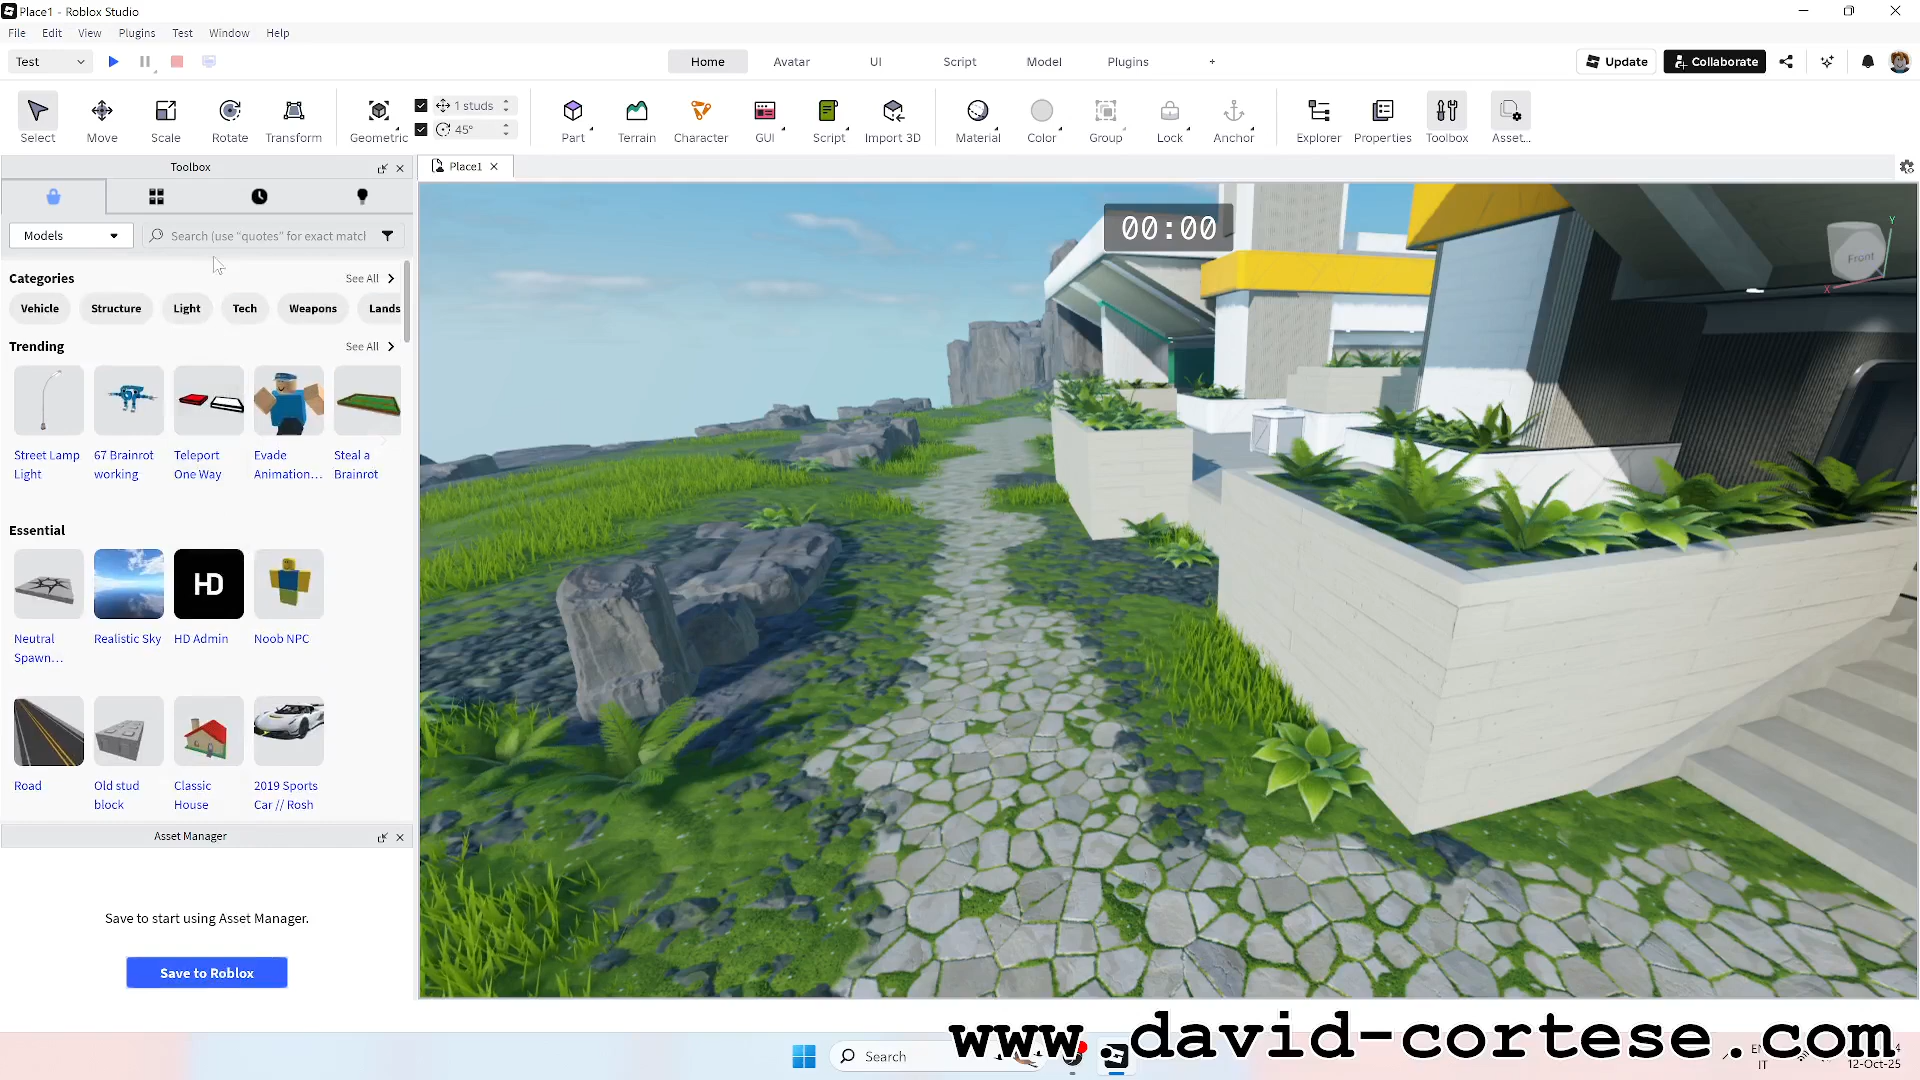 Place1 - Roblox Studio
File Edit View Plugins Test Window Help
Test Home Avatar UI Script Model Plugins + Update Collaborate
1 studs
45°
Select Move Scale Rotate Transform Geometric Part Terrain Character GUI Script Import 3D Material Color Group Lock Anchor Explorer Properties Toolbox Asset...
Toolbox
Place1
Models Search (use "quotes" for exact match
00:00
Y
Front
X
Categories See All
Vehicle Structure Light Tech Weapons Lands
Trending See All
Street Lamp Light
67 Brainrot working
Teleport One Way
Evade Animation...
Steal a Brainrot
Essential
HD
Neutral Spawn...
Realistic Sky
HD Admin
Noob NPC
Road
Old stud block
Classic House
2019 Sports Car // Rosh
Asset Manager
Save to start using Asset Manager.
Save to Roblox
www.david-cortese.com
Search
IT
12-Oct-25